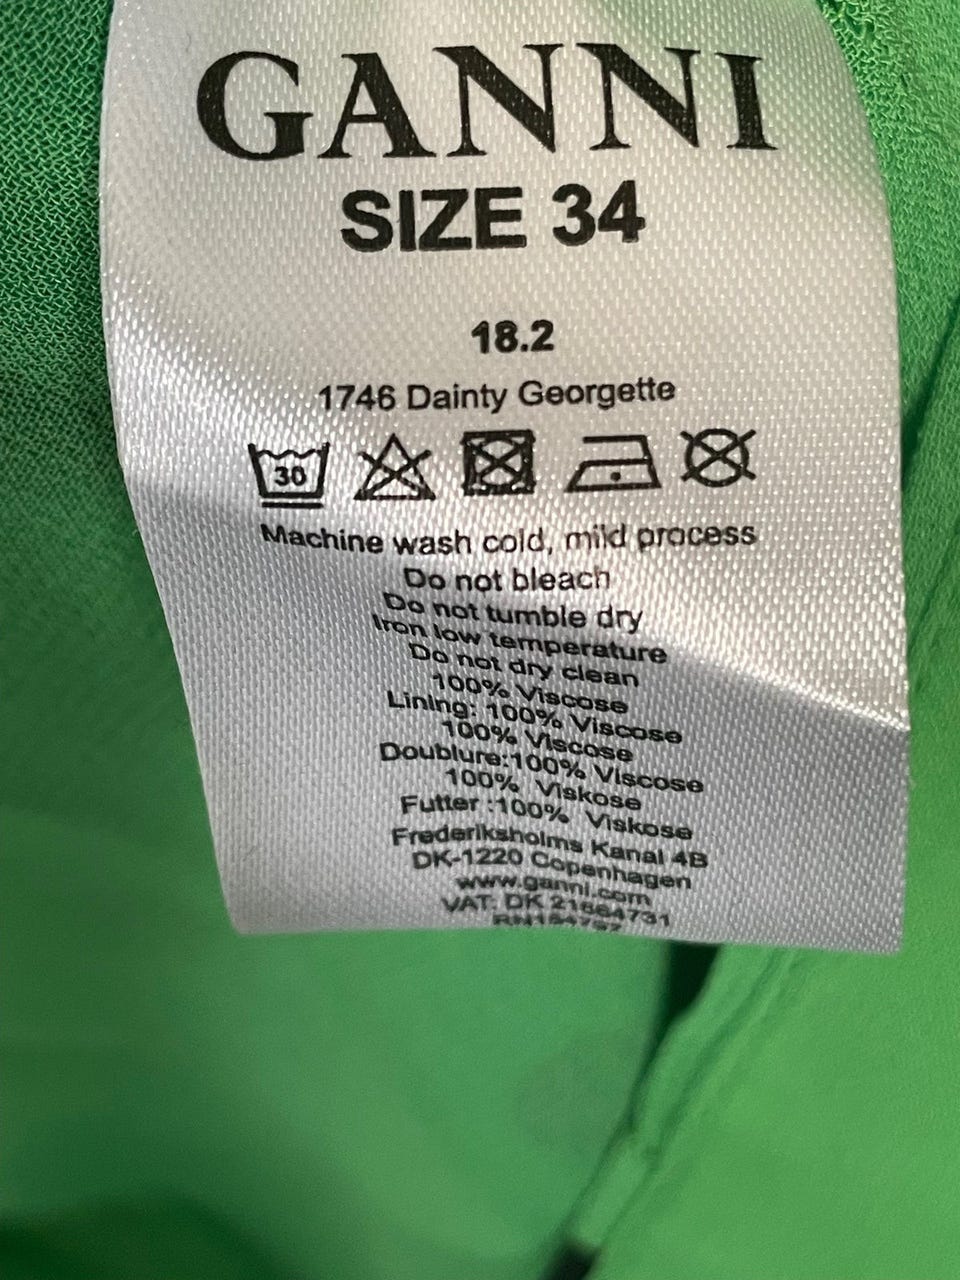 GANNI
SIZE 34
18.2
1746 Dainty Georgette
30
Machine wash cold, mild process
Do not bleach
Do not tumble dry
Iron low temperature
Do not dry clean
100% Viscose
Lining: 100% Viscose
100% Viscose
Doublure:100% Viscose
100% Viskose
Futter :100% Viskose
Frederiksholms Kanal 4B
DK-1220 Copenhagen
www.ganni.com
VAT: DK